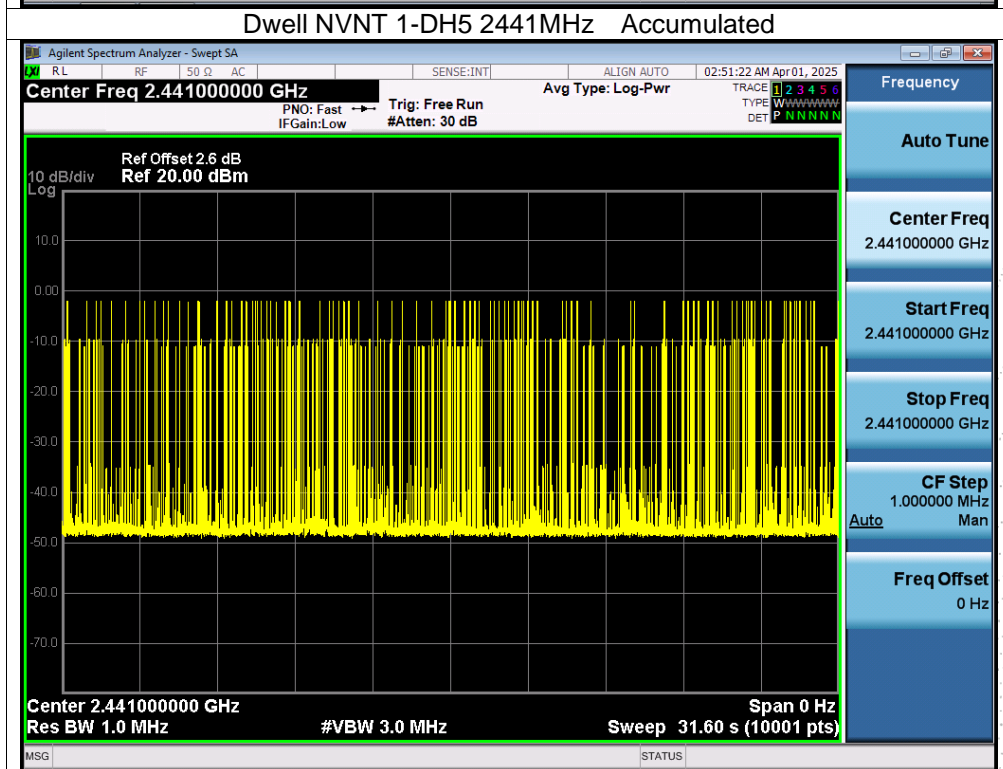 Dwell NVNT 1-DH5 2441MHz Accumulated
Agilent Spectrum Analyzer - Swept SA
LXI RL RF 50 Ω AC SENSE:INT ALIGN AUTO 02:51:22 AM Apr 01, 2025
Center Freq 2.441000000 GHz
Avg Type: Log-Pwr
TRACE 1 2 3 4 5 6
PNO: Fast
Trig: Free Run
TYPE WWWWWWW
IFGain:Low
#Atten: 30 dB
DET P N N N N N
Ref Offset 2.6 dB
10 dB/div Ref 20.00 dBm
Log
10.0
0.00
-10.0
-20.0
-30.0
-40.0
-50.0
-60.0
-70.0
Center 2.441000000 GHz Span 0 Hz
Res BW 1.0 MHz #VBW 3.0 MHz Sweep 31.60 s (10001 pts)
MSG STATUS
Frequency
Auto Tune
Center Freq
2.441000000 GHz
Start Freq
2.441000000 GHz
Stop Freq
2.441000000 GHz
CF Step
1.000000 MHz
Auto Man
Freq Offset
0 Hz